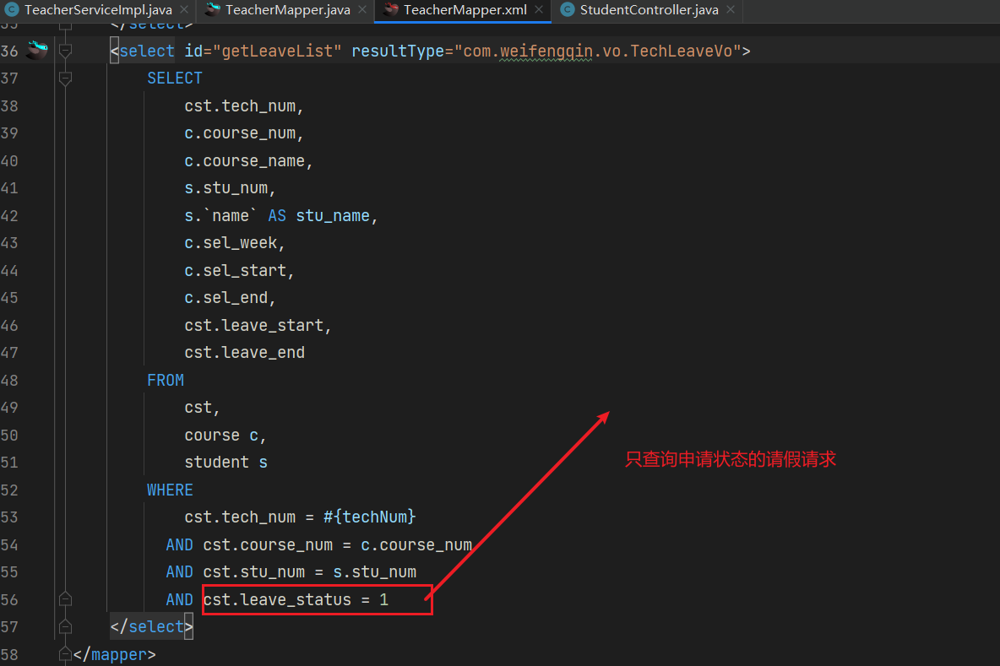 TeacherServiceImpl.java × TeacherMapper.java × TeacherMapper.xml × StudentController.java ×
35 </select>
36 <select id="getLeaveList" resultType="com.weifengqin.vo.TechLeaveVo">
37 SELECT
38 cst.tech_num,
39 c.course_num,
40 c.course_name,
41 s.stu_num,
42 s.`name` AS stu_name,
43 c.sel_week,
44 c.sel_start,
45 c.sel_end,
46 cst.leave_start,
47 cst.leave_end
48 FROM
49 cst,
50 course c,
51 student s
只查询申请状态的请假请求
52 WHERE
53 cst.tech_num = #{techNum}
54 AND cst.course_num = c.course_num
55 AND cst.stu_num = s.stu_num
56 AND cst.leave_status = 1
57 </select>
58 </mapper>